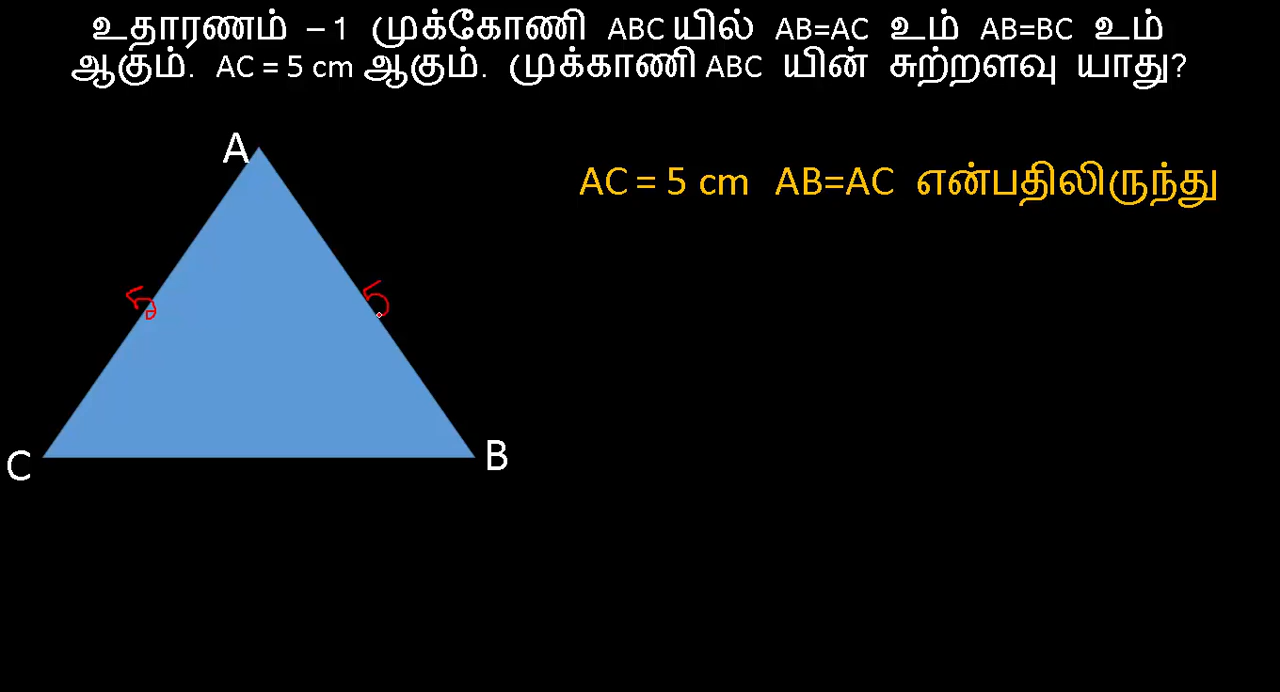 உதாரணம் – 1 முக்கோணி ABC யில் AB=AC உம் AB=BC உம்
ஆகும். AC = 5 cm ஆகும். முக்காணி ABC யின் சுற்றளவு யாது?
A
AC = 5 cm AB=AC என்பதிலிருந்து
5 5
C B